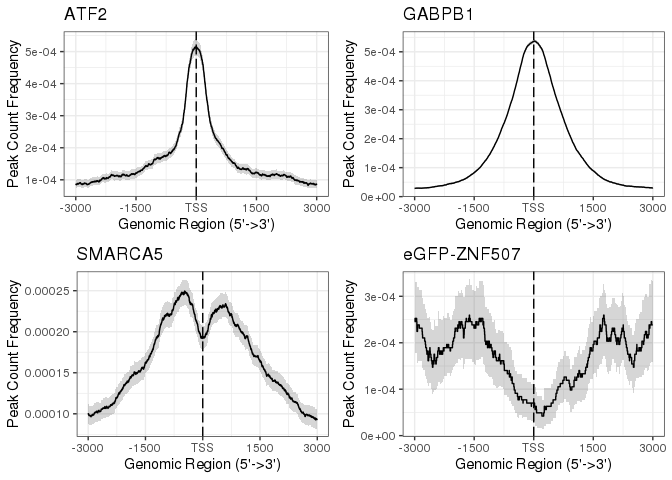 ATF2
Peak Count Frequency
5e-04
4e-04
3e-04
2e-04
1e-04
-3000 -1500 TSS 1500 3000
Genomic Region (5'->3')
GABPB1
Peak Count Frequency
5e-04
4e-04
3e-04
2e-04
1e-04
0e+00
-3000 -1500 TSS 1500 3000
Genomic Region (5'->3')
SMARCA5
Peak Count Frequency
0.00025
0.00020
0.00015
0.00010
-3000 -1500 TSS 1500 3000
Genomic Region (5'->3')
eGFP-ZNF507
Peak Count Frequency
3e-04
2e-04
1e-04
0e+00
-3000 -1500 TSS 1500 3000
Genomic Region (5'->3')